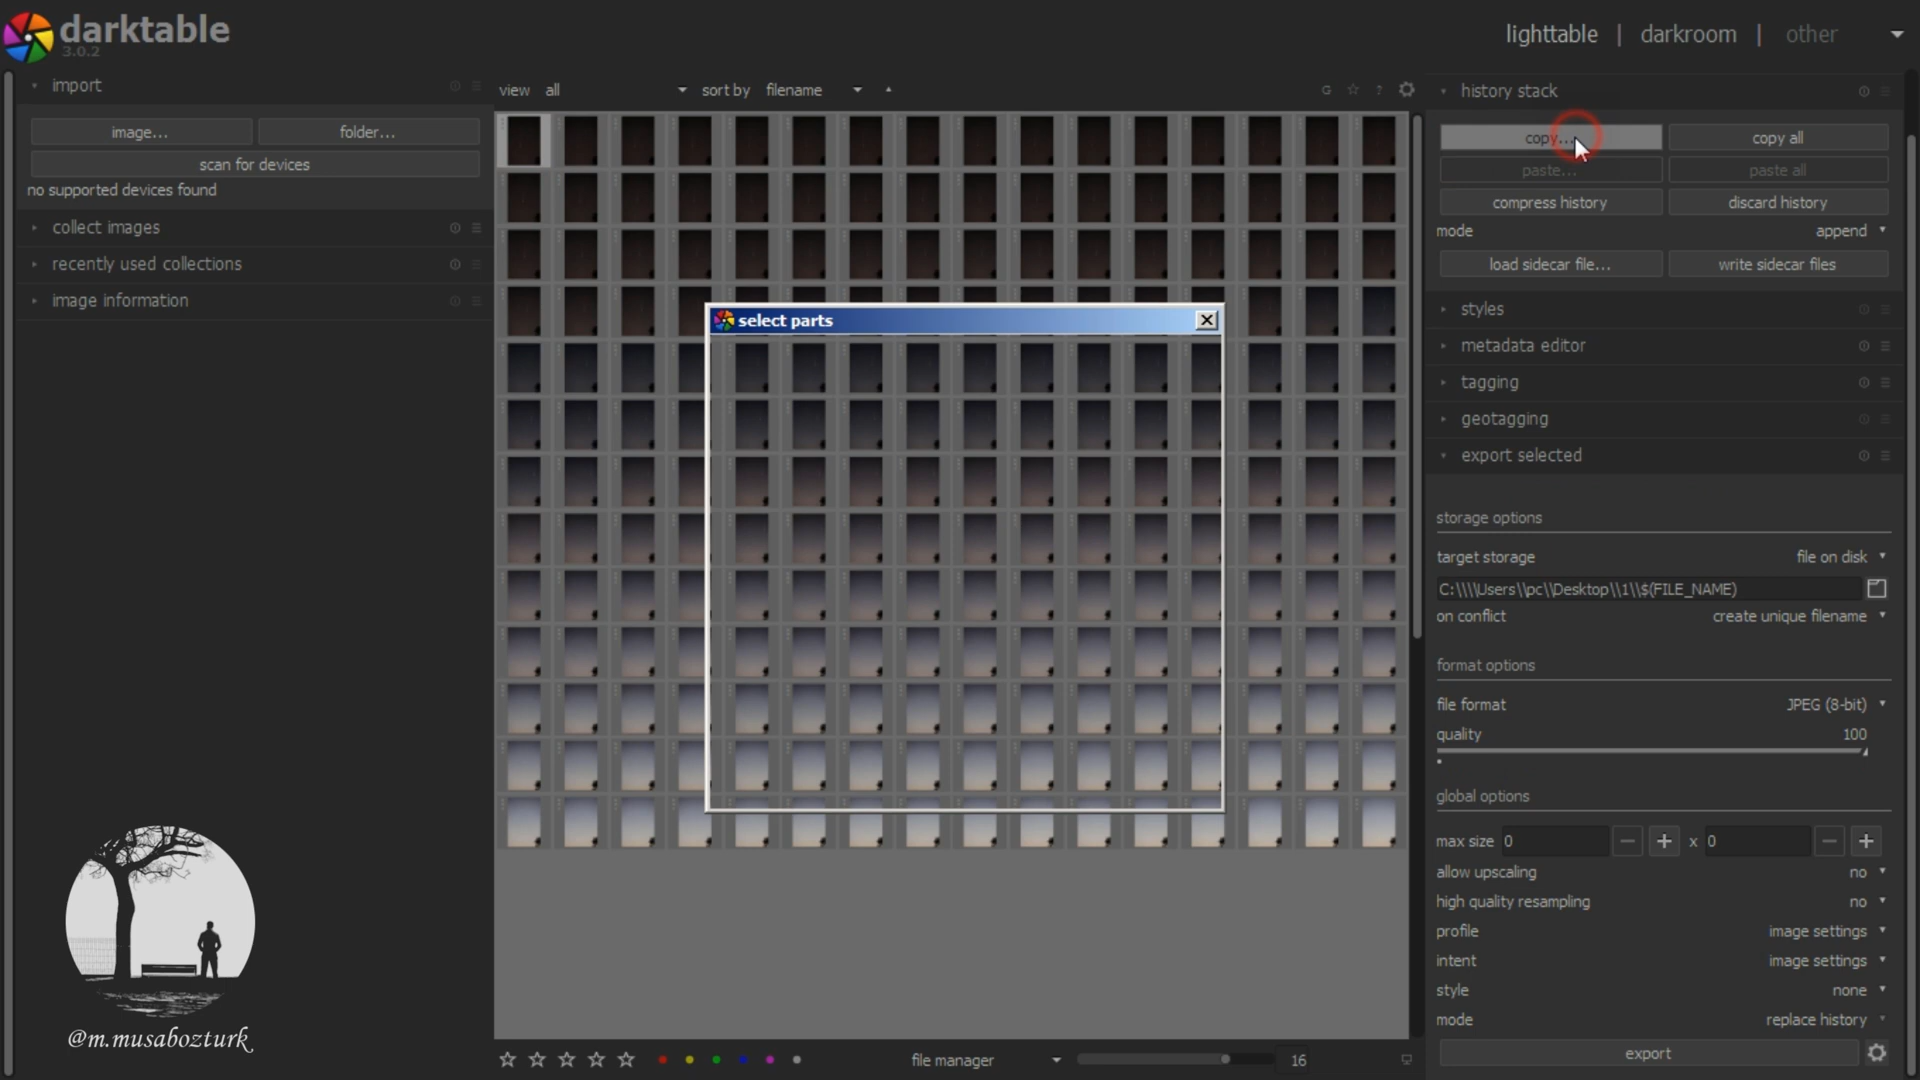 darktable
3.0.2
lighttable | darkroom | other
import
image...
folder...
scan for devices
no supported devices found
collect images
recently used collections
image information
@m.musabozturk
view all
sort by filename
G
?
select parts
file manager
16
history stack
copy...
copy all
paste...
paste all
compress history
discard history
mode append
load sidecar file...
write sidecar files
styles
metadata editor
tagging
geotagging
export selected
storage options
target storage file on disk
C:\\\\Users\\pc\\Desktop\\1\\$(FILE_NAME)
on conflict create unique filename
format options
file format JPEG (8-bit)
quality 100
global options
max size 0 — + x 0 — +
allow upscaling no
high quality resampling no
profile image settings
intent image settings
style none
mode replace history
export